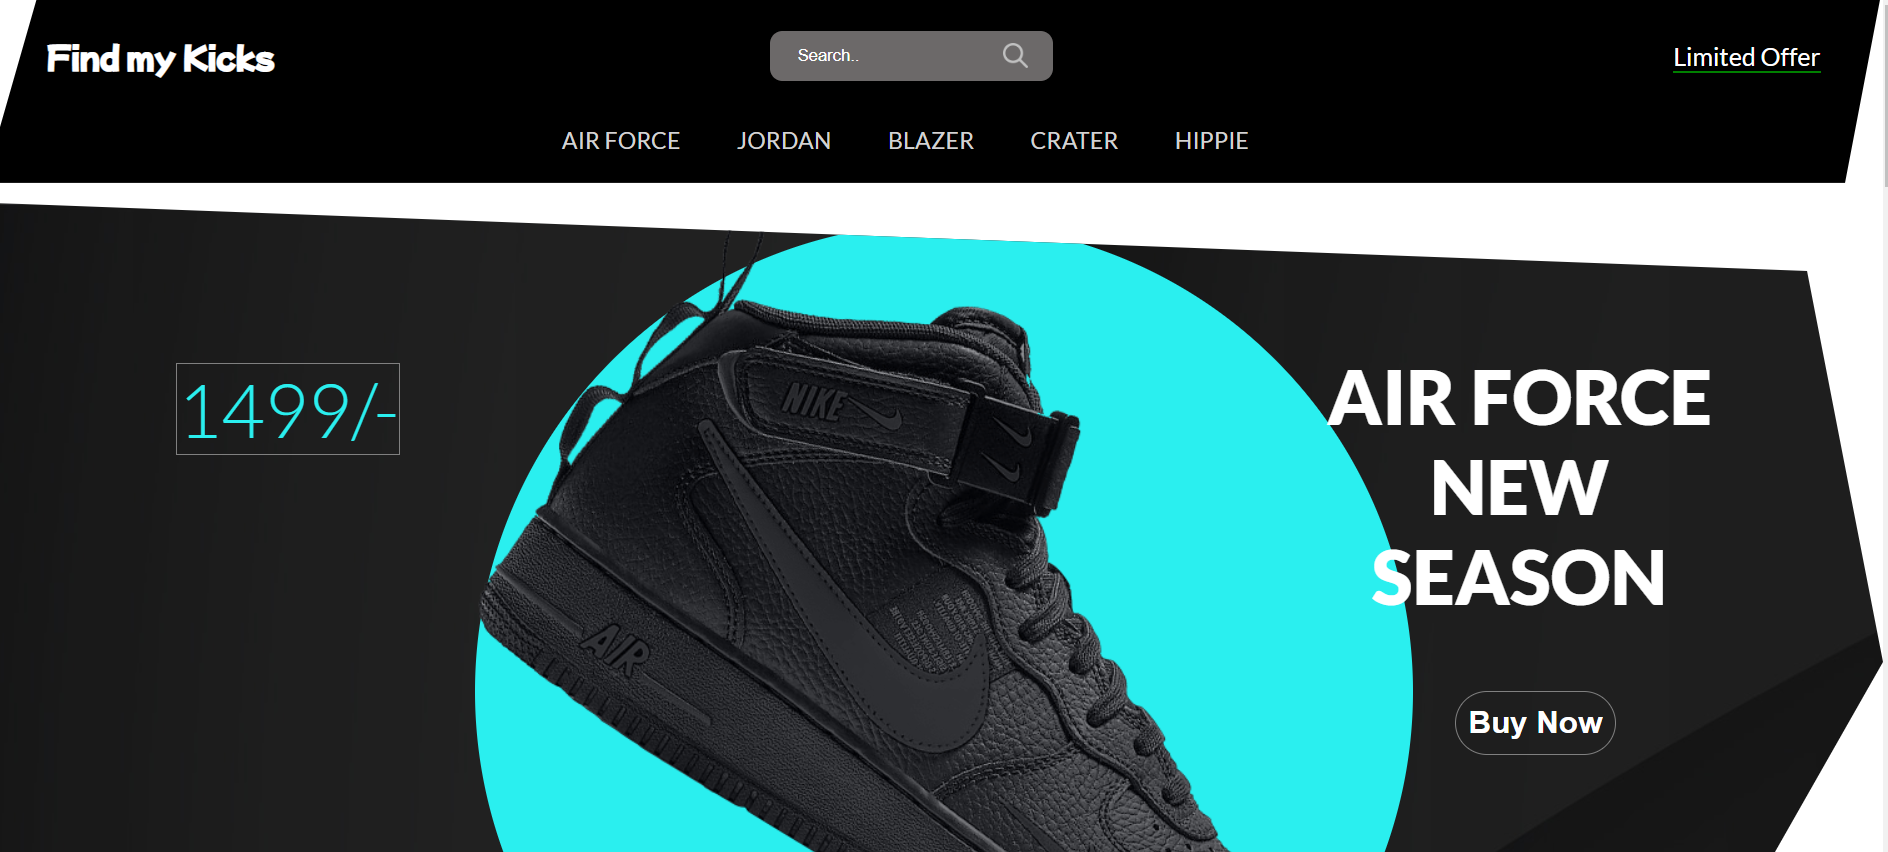 Find my Kicks
Search..
Limited Offer
AIR FORCE
JORDAN
BLAZER
CRATER
HIPPIE
1499/-
NIKE
AIR
AIR FORCE
NEW
SEASON
Buy Now